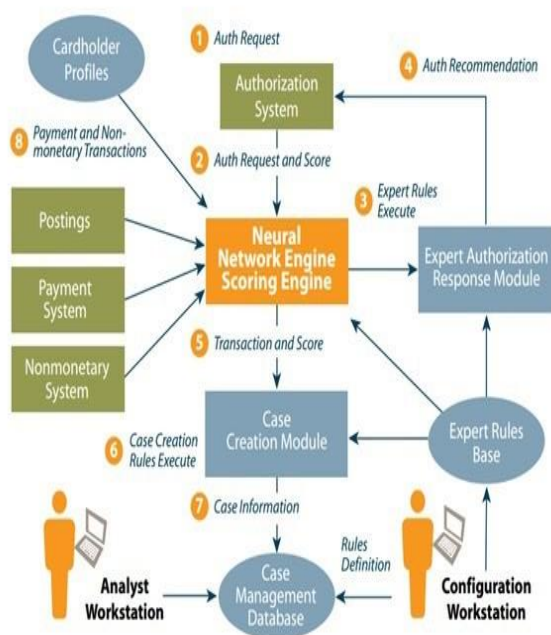 1 Auth Request
Cardholder
Profiles
4 Auth Recommendation
Authorization
System
8 Payment and Non-
monetary Transactions
2 Auth Request and Score
3 Expert Rules
Execute
Postings
Neural
Network Engine
Scoring Engine
Expert Authorization
Response Module
Payment
System
Nonmonetary
System
5 Transaction and Score
6 Case Creation
Rules Execute
Case
Creation Module
Expert Rules
Base
7 Case Information
Analyst
Workstation
Case
Management
Database
Rules
Definition
Configuration
Workstation